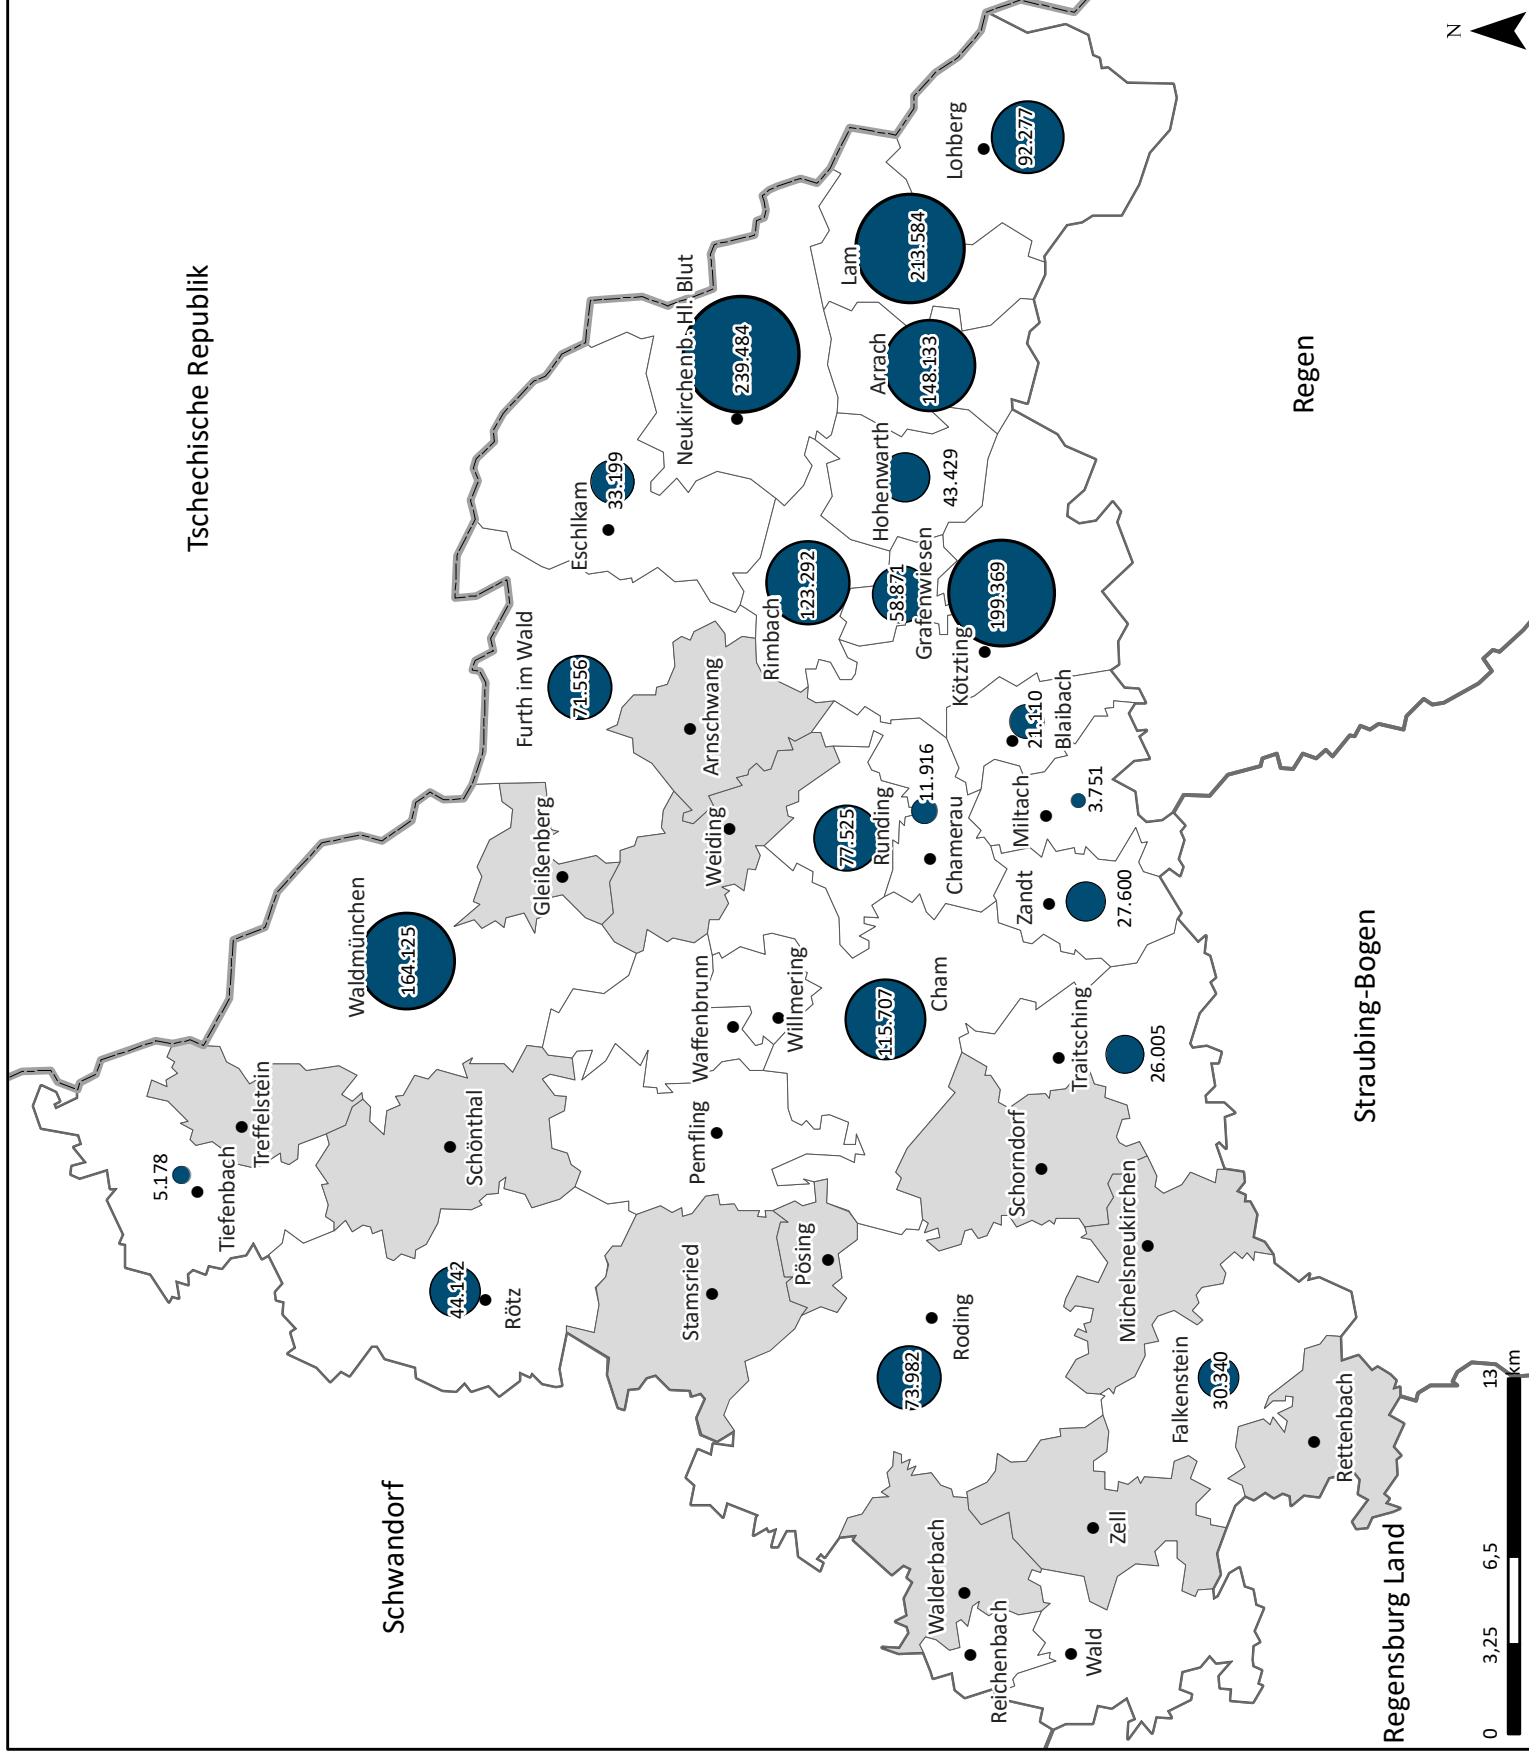 Tschechische Republik
Schwandorf
Regen
Straubing-Bogen
Regensburg Land
N
5.178
Tiefenbach
Treffelstein
Waldmünchen
164.125
Schönthal
44.142
Rötz
Gleißenberg
Furth im Wald
71.556
Eschlkam
33.199
Neukirchen b. Hl. Blut
239.484
Arnschwang
Weiding
Waffenbrunn
Willmering
Pemfling
Stamsried
Pösing
Rimbach
123.292
Lam
213.584
Lohberg
92.277
Arrach
148.133
Hohenwarth
43.429
58.871
Grafenwiesen
Kötzting
199.369
77.525
Runding
11.916
Chamerau
21.110
Blaibach
Miltach
3.751
Zandt
27.600
115.707
Cham
Traitsching
26.005
Schorndorf
Michelsneukirchen
73.982
Roding
Falkenstein
30.340
Rettenbach
Walderbach
Zell
Reichenbach
Wald
0 3,25 6,5 13
km